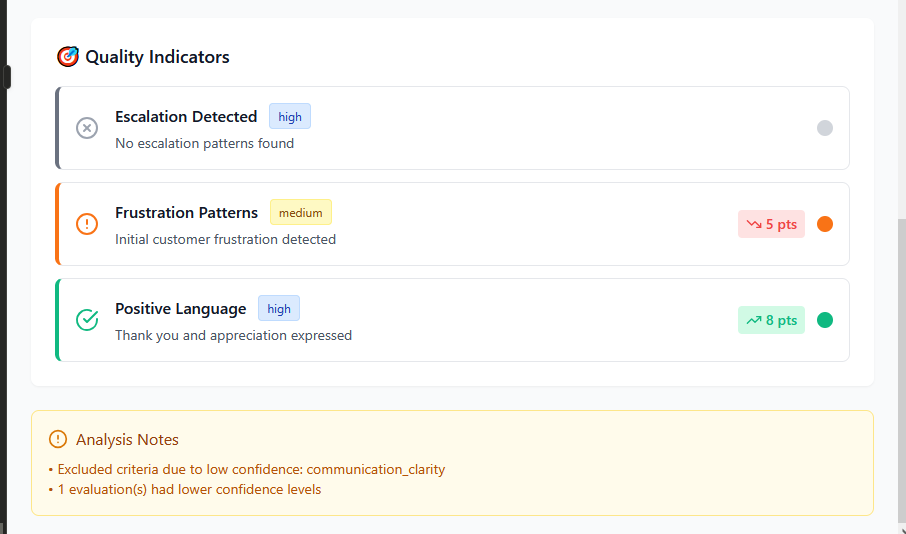 Quality Indicators
Escalation Detected high
No escalation patterns found
Frustration Patterns medium
Initial customer frustration detected
5 pts
Positive Language high
Thank you and appreciation expressed
8 pts
Analysis Notes
• Excluded criteria due to low confidence: communication_clarity
• 1 evaluation(s) had lower confidence levels